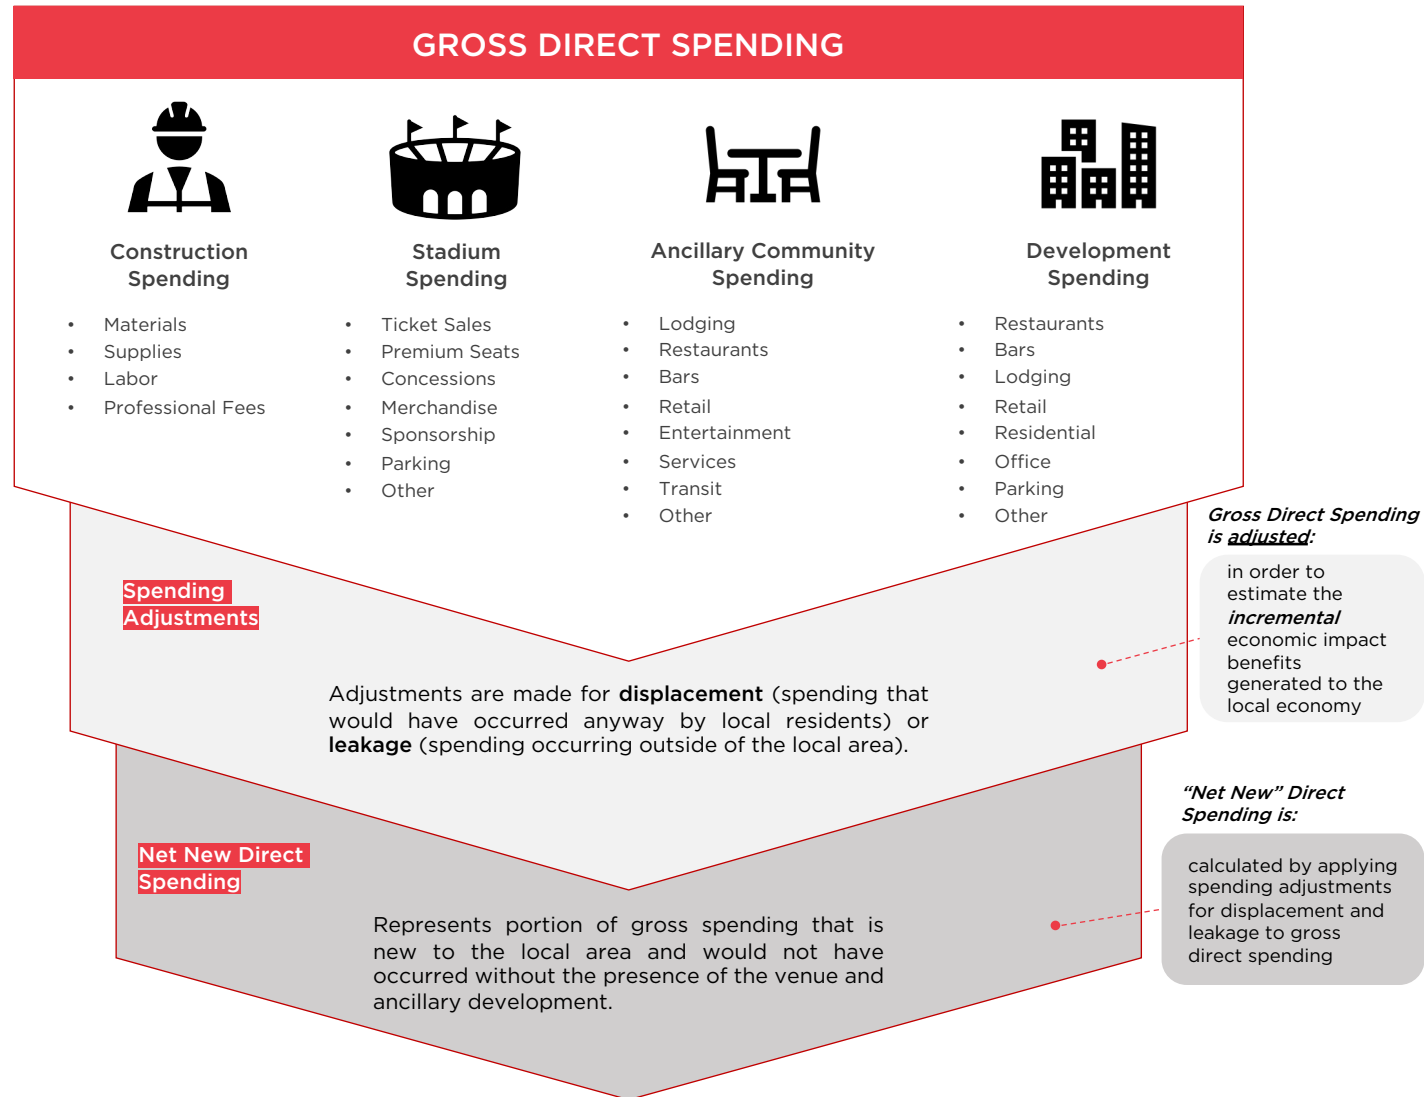 GROSS DIRECT SPENDING
Construction
Spending
• Materials
• Supplies
• Labor
• Professional Fees
Stadium
Spending
• Ticket Sales
• Premium Seats
• Concessions
• Merchandise
• Sponsorship
• Parking
• Other
Ancillary Community
Spending
• Lodging
• Restaurants
• Bars
• Retail
• Entertainment
• Services
• Transit
• Other
Development
Spending
• Restaurants
• Bars
• Lodging
• Retail
• Residential
• Office
• Parking
• Other
Gross Direct Spending
is adjusted:
in order to
estimate the
incremental
economic impact
benefits
generated to the
local economy
Spending
Adjustments
Adjustments are made for displacement (spending that
would have occurred anyway by local residents) or
leakage (spending occurring outside of the local area).
"Net New" Direct
Spending is:
calculated by applying
spending adjustments
for displacement and
leakage to gross
direct spending
Net New Direct
Spending
Represents portion of gross spending that is
new to the local area and would not have
occurred without the presence of the venue and
ancillary development.